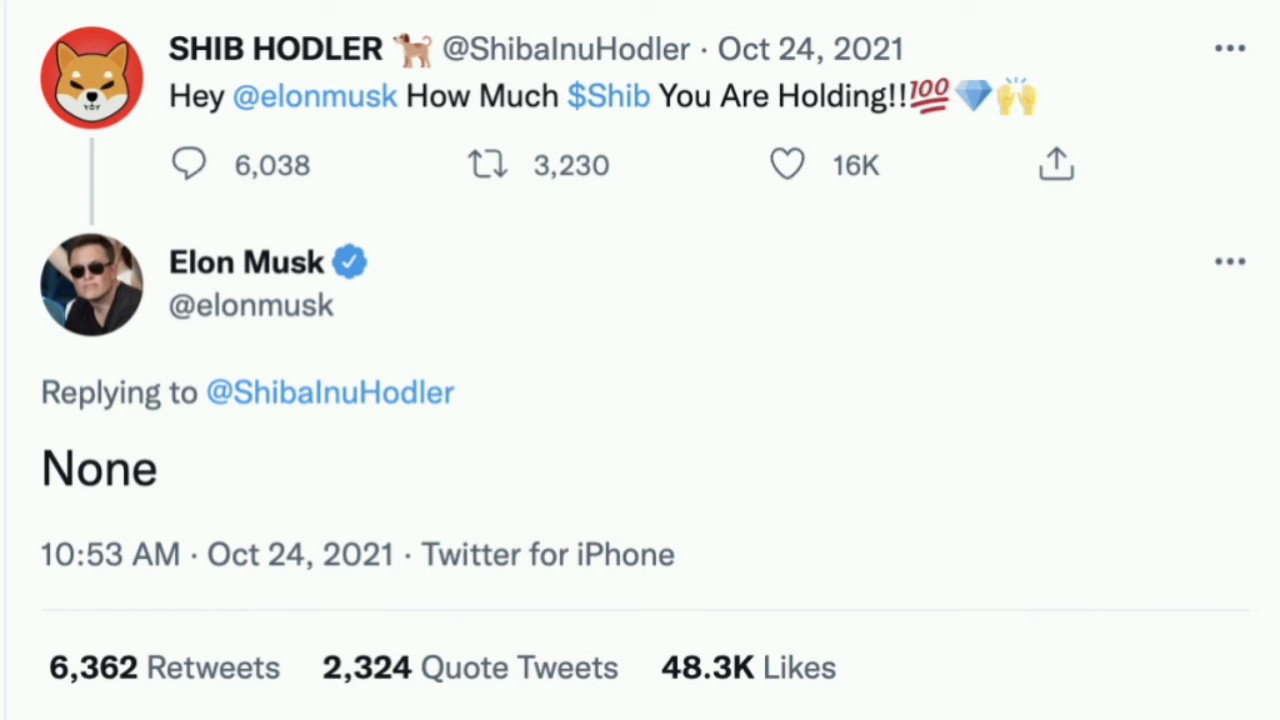 SHIB HODLER 🐕 @ShibaInuHodler · Oct 24, 2021
Hey @elonmusk How Much $Shib You Are Holding!!💯💎🙌
6,038 3,230 16K
Elon Musk
@elonmusk
Replying to @ShibaInuHodler
None
10:53 AM · Oct 24, 2021 · Twitter for iPhone
6,362 Retweets 2,324 Quote Tweets 48.3K Likes